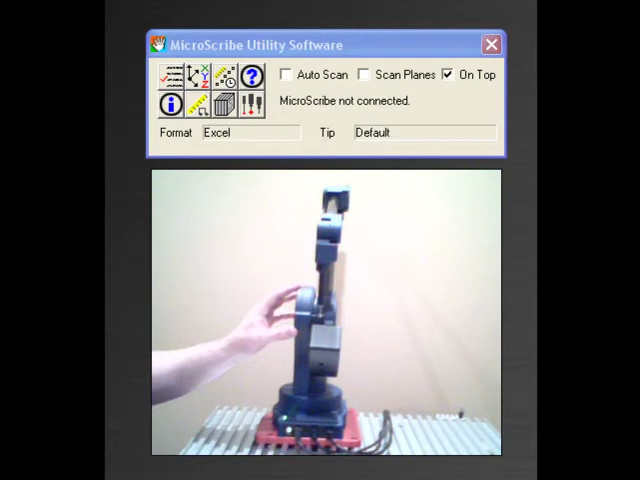 MicroScribe Utility Software
Auto Scan Scan Planes On Top
MicroScribe not connected.
Format Excel Tip Default